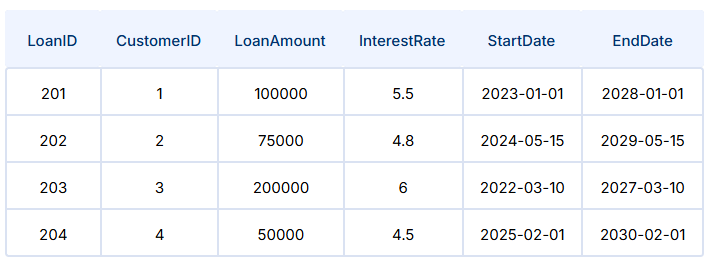 LoanID CustomerID LoanAmount InterestRate StartDate EndDate
201 1 100000 5.5 2023-01-01 2028-01-01
202 2 75000 4.8 2024-05-15 2029-05-15
203 3 200000 6 2022-03-10 2027-03-10
204 4 50000 4.5 2025-02-01 2030-02-01